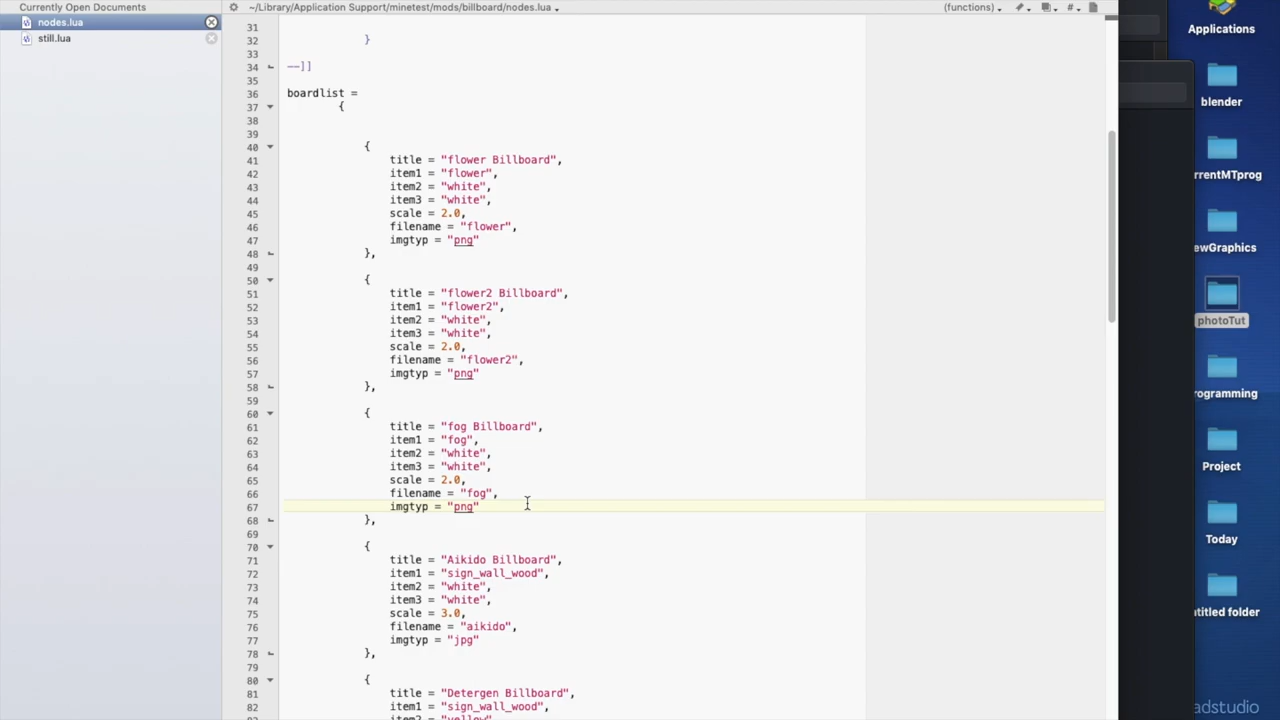 Currently Open Documents
nodes.lua
still.lua
~/Library/Application Support/minetest/mods/billboard/nodes.lua
(functions)
#
31
32 }
33
34 --]]
35
36 boardlist =
37 {
38
39
40 {
41 title = "flower Billboard",
42 item1 = "flower",
43 item2 = "white",
44 item3 = "white",
45 scale = 2.0,
46 filename = "flower",
47 imgtyp = "png"
48 },
49
50 {
51 title = "flower2 Billboard",
52 item1 = "flower2",
53 item2 = "white",
54 item3 = "white",
55 scale = 2.0,
56 filename = "flower2",
57 imgtyp = "png"
58 },
59
60 {
61 title = "fog Billboard",
62 item1 = "fog",
63 item2 = "white",
64 item3 = "white",
65 scale = 2.0,
66 filename = "fog",
67 imgtyp = "png"
68 },
69
70 {
71 title = "Aikido Billboard",
72 item1 = "sign_wall_wood",
73 item2 = "white",
74 item3 = "white",
75 scale = 3.0,
76 filename = "aikido",
77 imgtyp = "jpg"
78 },
79
80 {
81 title = "Detergen Billboard",
82 item1 = "sign_wall_wood",
item2 = "yellow",
Applications
blender
rrentMTprog
ewGraphics
photoTut
rogramming
Project
Today
ntitled folder
adstudio